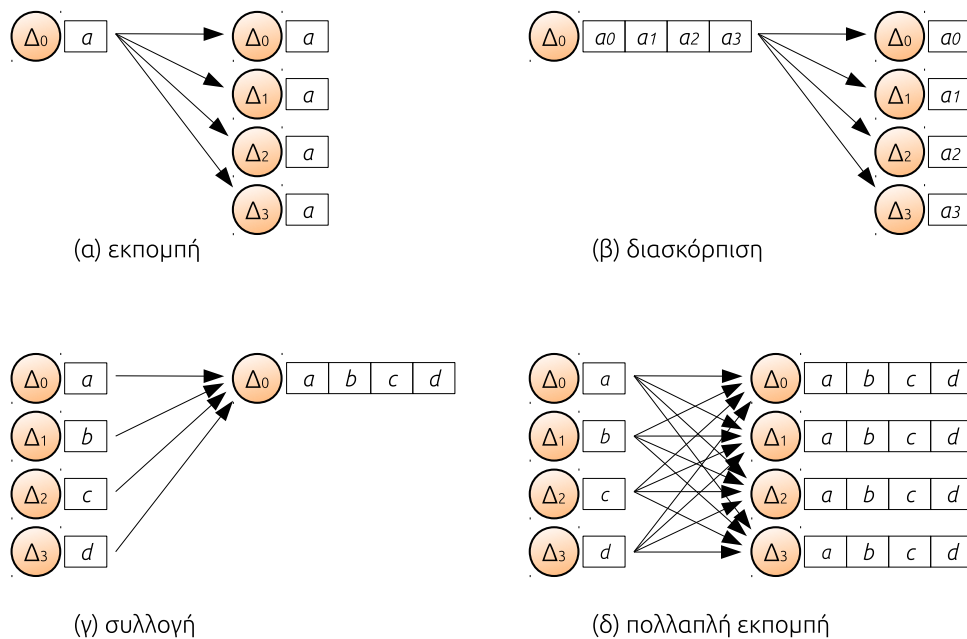 Δ0 a Δ0 a
Δ1 a
Δ2 a
Δ3 a
(α) εκπομπή
Δ0 a0 a1 a2 a3 Δ0 a0
Δ1 a1
Δ2 a2
Δ3 a3
(β) διασκόρπιση
Δ0 a Δ0 a b c d
Δ1 b
Δ2 c
Δ3 d
(γ) συλλογή
Δ0 a Δ0 a b c d
Δ1 b Δ1 a b c d
Δ2 c Δ2 a b c d
Δ3 d Δ3 a b c d
(δ) πολλαπλή εκπομπή